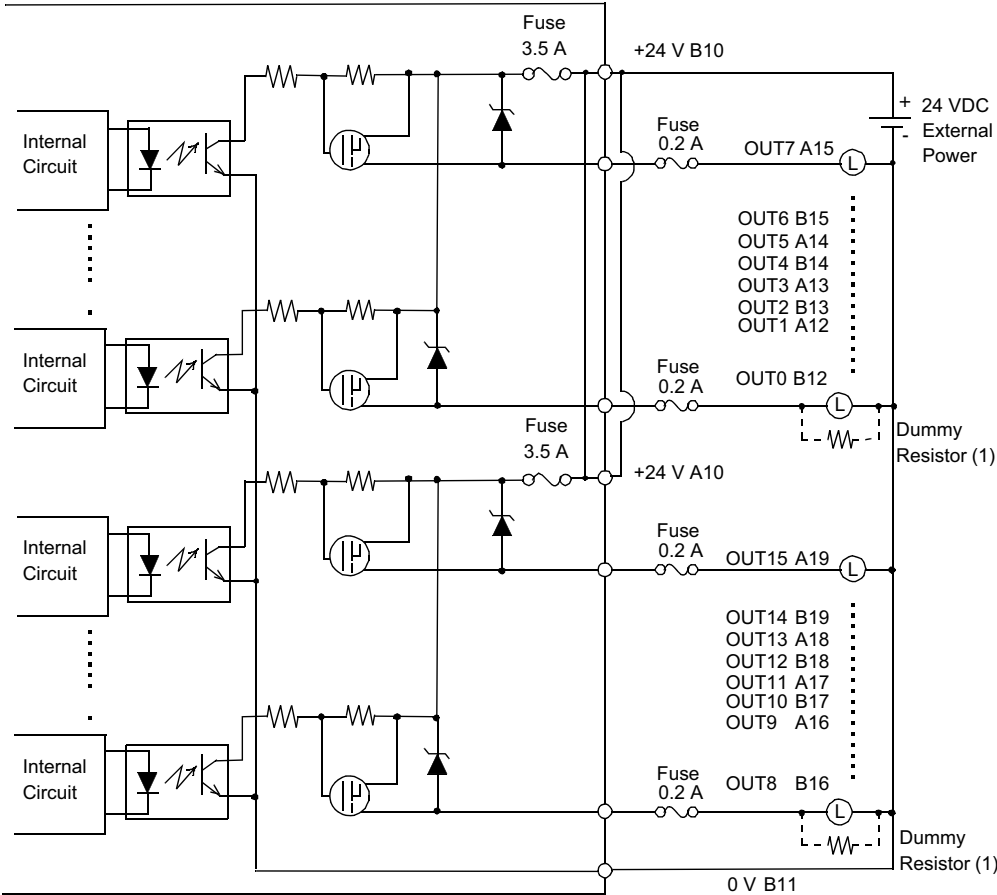 Fuse
3.5 A
+24 V B10
+ 24 VDC
- External
Power
Fuse
0.2 A
OUT7 A15
L
Internal
Circuit
OUT6 B15
OUT5 A14
OUT4 B14
OUT3 A13
OUT2 B13
OUT1 A12
Internal
Circuit
Fuse
0.2 A
OUT0 B12
L
Dummy
Resistor (1)
Fuse
3.5 A
+24 V A10
Internal
Circuit
Fuse
0.2 A
OUT15 A19
L
OUT14 B19
OUT13 A18
OUT12 B18
OUT11 A17
OUT10 B17
OUT9 A16
Internal
Circuit
Fuse
0.2 A
OUT8 B16
L
Dummy
Resistor (1)
0 V B11